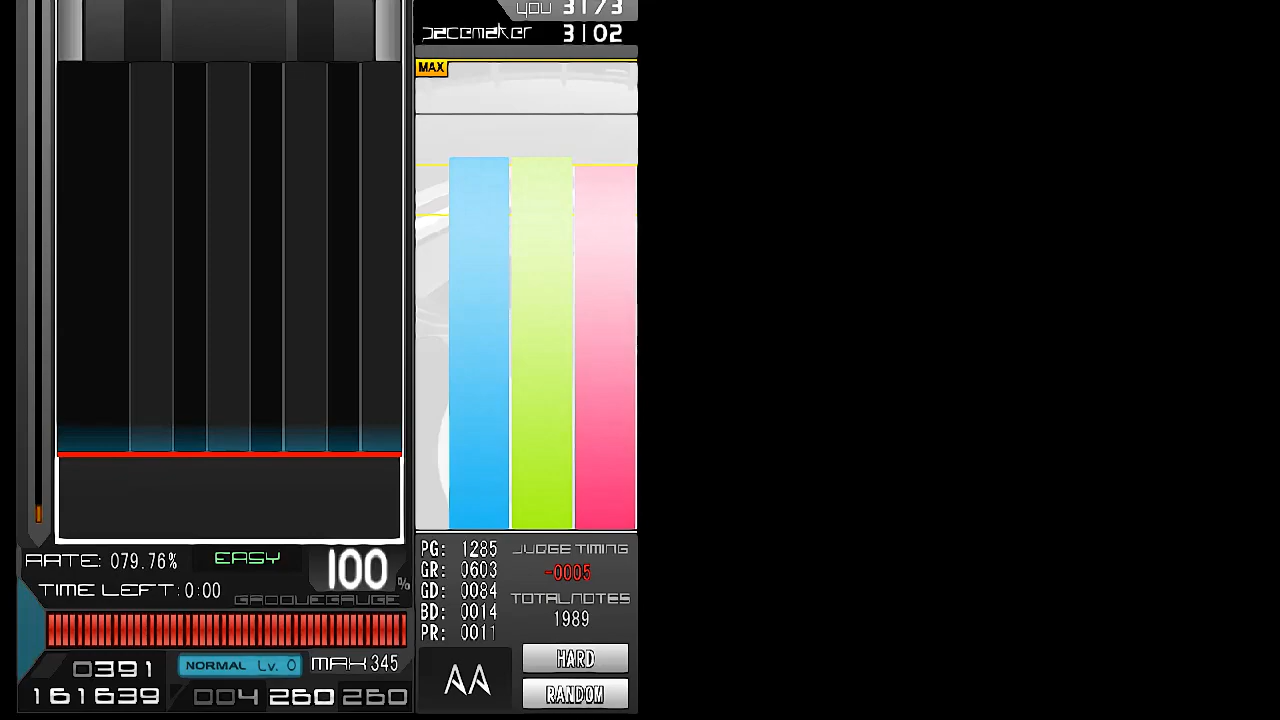 YOU 3173
pacemaker 3102
MAX
RATE: 079.76% EASY 100 %
TIME LEFT:0:00
GROOVEGAUGE
0391 NORMAL Lv. 0 MAX 345
161639 004 260 260
PG: 1285
GR: 0603
GD: 0084
BD: 0014
PR: 0011
JUDGE TIMING
-0005
TOTALNOTES
1989
AA
HARD
RANDOM